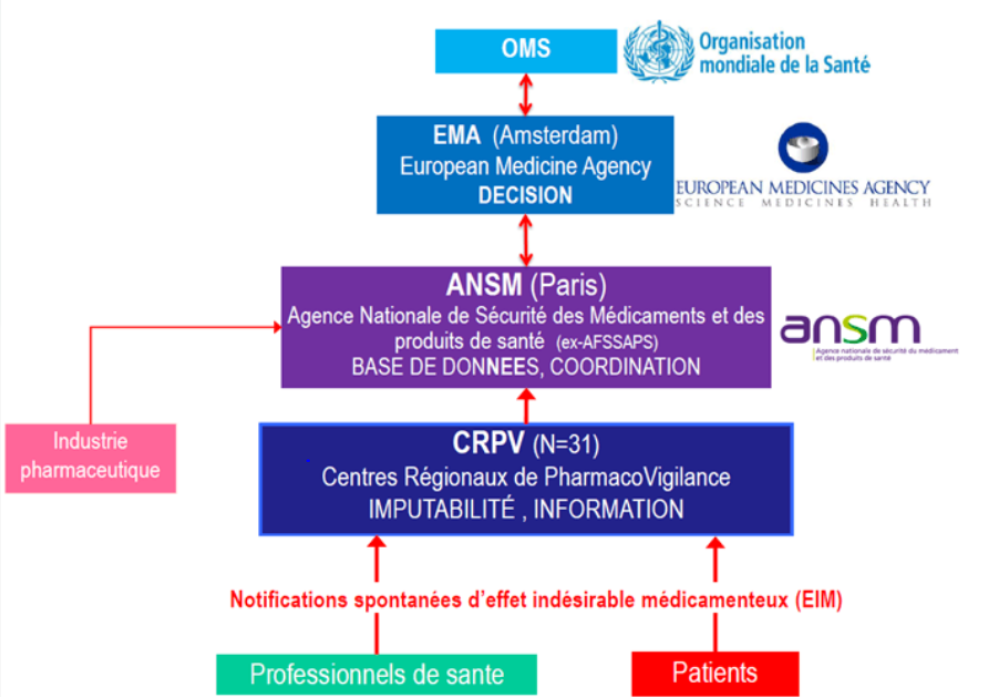 OMS
Organisation
mondiale de la Santé
EMA (Amsterdam)
European Medicine Agency
DECISION
EUROPEAN MEDICINES AGENCY
SCIENCE MEDICINES HEALTH
ANSM (Paris)
Agence Nationale de Sécurité des Médicaments et des
produits de santé (ex-AFSSAPS)
BASE DE DONNEES, COORDINATION
ansm
Agence nationale de sécurité du médicament
et des produits de santé
Industrie
pharmaceutique
CRPV (N=31)
Centres Régionaux de PharmacoVigilance
IMPUTABILITÉ , INFORMATION
Notifications spontanées d'effet indésirable médicamenteux (EIM)
Professionnels de sante
Patients